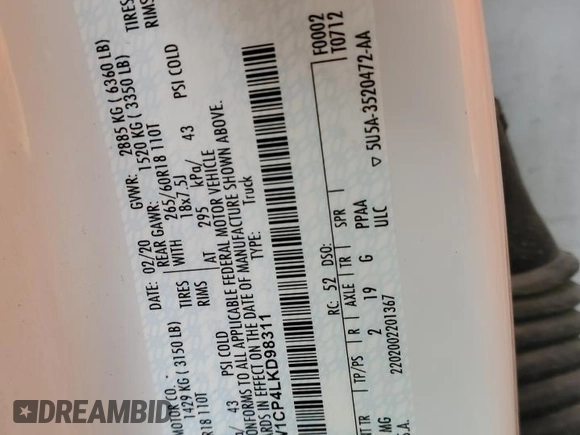 MOTOR CO.
DATE: 02/20 GVWR: 2885 KG ( 6360 LB)
1429 KG ( 3150 LB) REAR GAWR: 1520 KG ( 3350 LB)
R18 110T TIRES WITH 265/60R18 110T TIRES
RIMS 18x7.5J RIMS
PSI COLD AT 295 kPa/ 43 PSI COLD
/ 43
ONFORMS TO ALL APPLICABLE FEDERAL MOTOR VEHICLE
ARDS IN EFFECT ON THE DATE OF MANUFACTURE SHOWN ABOVE.
1CP4LKD98311 TYPE: Truck
F0002
RC: 52 DSO: T0712
INT TR TP/PS R AXLE TR SPR
2 19 G PPAA
MG 2202002201367 ULC ▽ 5U5A-3520472-AA
S.A.
DREAMBID